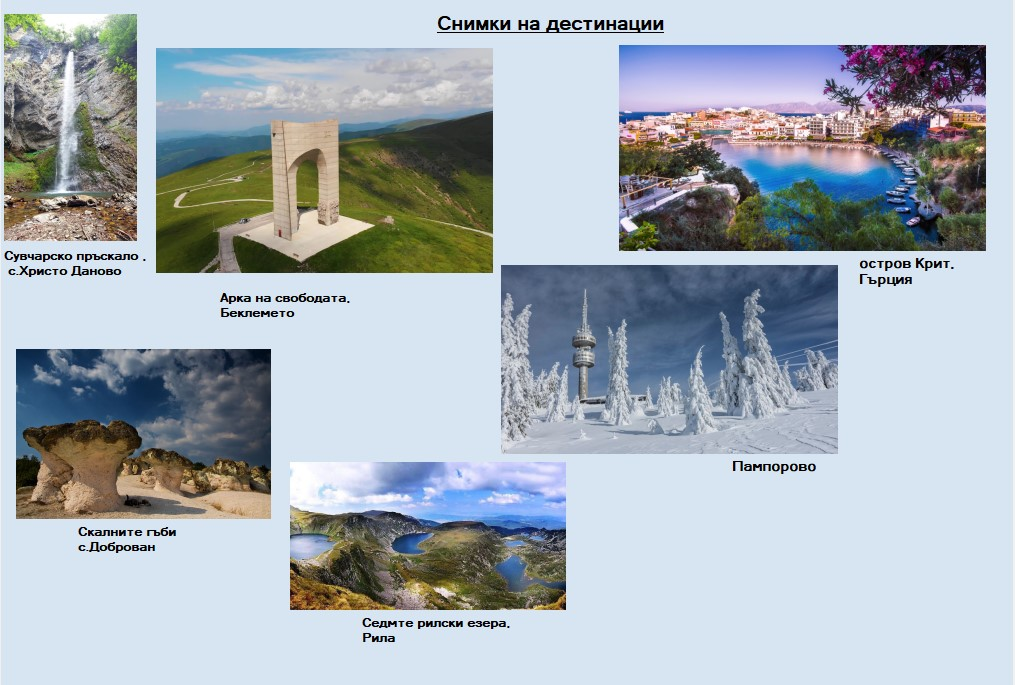 Снимки на дестинации
Сувчарско пръскало ,
с.Христо Даново
Арка на свободата,
Беклемето
остров Крит,
Гърция
Пампорово
Скалните гъби
с.Доброван
Седмте рилски езера,
Рила